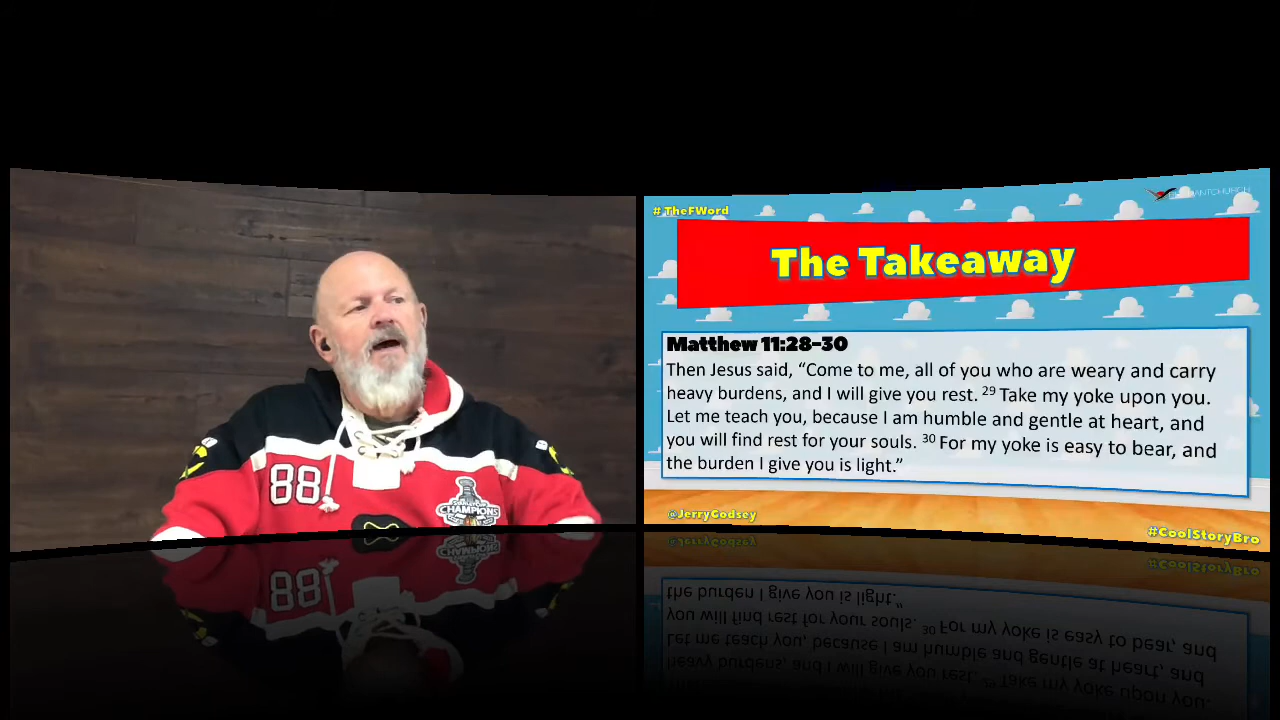 88
CHAMPIONS
#TheFWord
The Takeaway
Matthew 11:28–30
Then Jesus said, “Come to me, all of you who are weary and carry
heavy burdens, and I will give you rest. 29 Take my yoke upon you.
Let me teach you, because I am humble and gentle at heart, and
you will find rest for your souls. 30 For my yoke is easy to bear, and
the burden I give you is light.”
@JerryGodsey
#CoolStoryBro